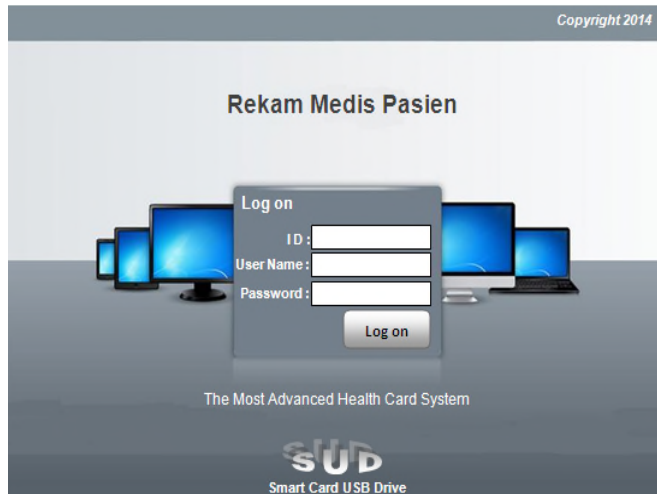 Copyright 2014
Rekam Medis Pasien
Log on
ID :
User Name :
Password :
Log on
The Most Advanced Health Card System
SUD
Smart Card USB Drive